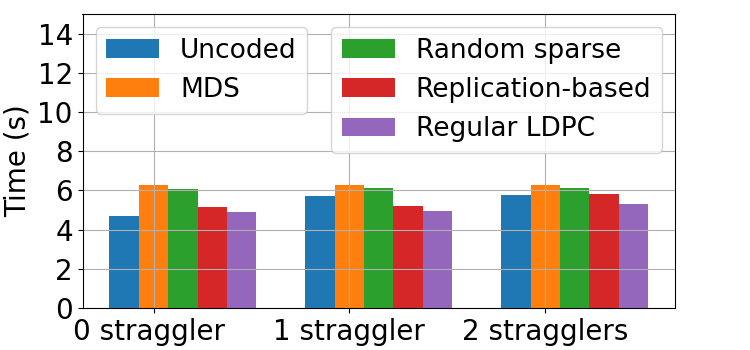 Uncoded
MDS
Random sparse
Replication-based
Regular LDPC
Time (s)
14
12
10
8
6
4
2
0
0 straggler
1 straggler
2 stragglers